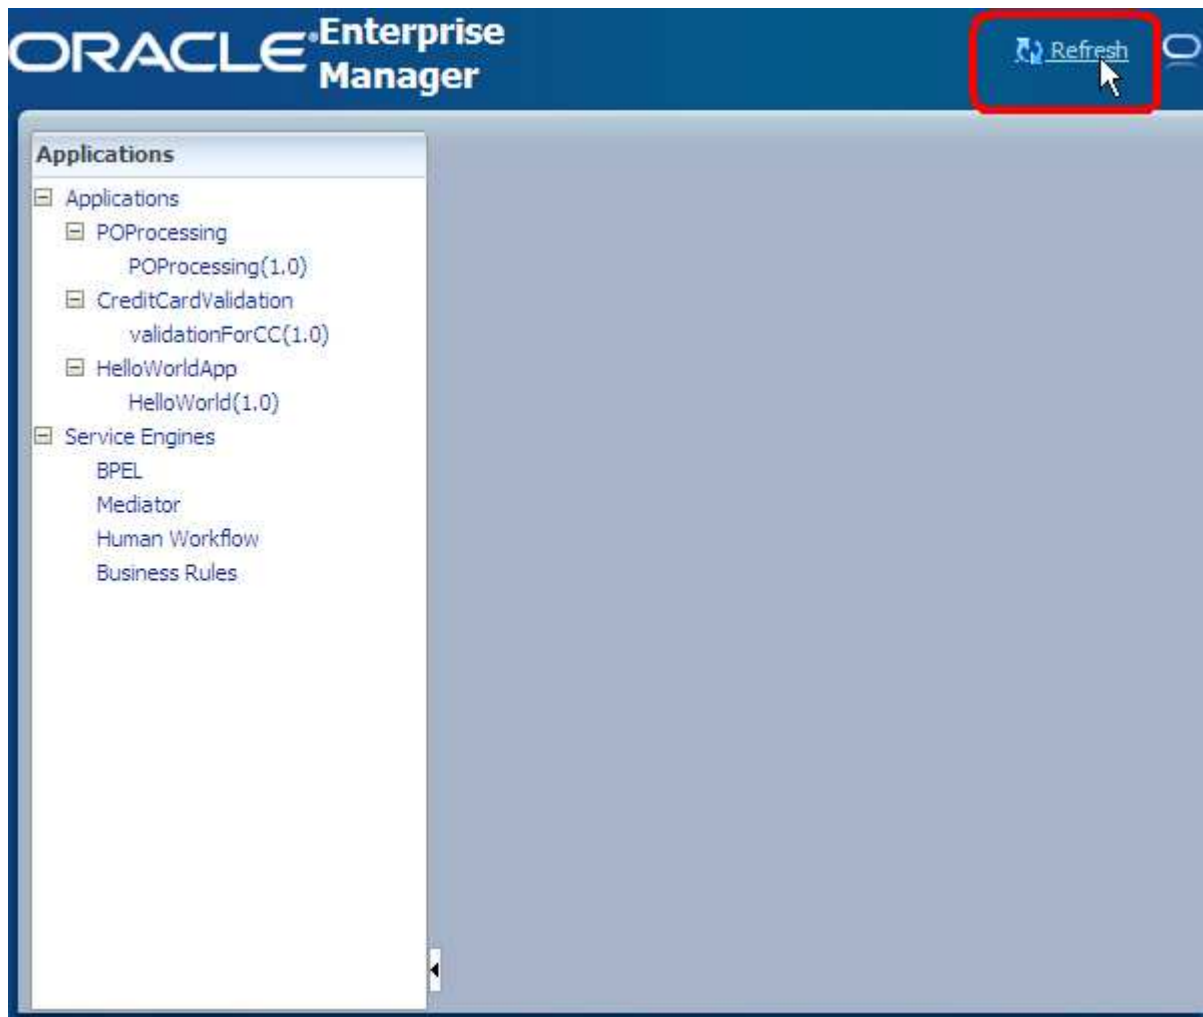 ORACLE Enterprise
Manager
Refresh
Applications
Applications
POProcessing
POProcessing(1.0)
CreditCardValidation
validationForCC(1.0)
HelloWorldApp
HelloWorld(1.0)
Service Engines
BPEL
Mediator
Human Workflow
Business Rules